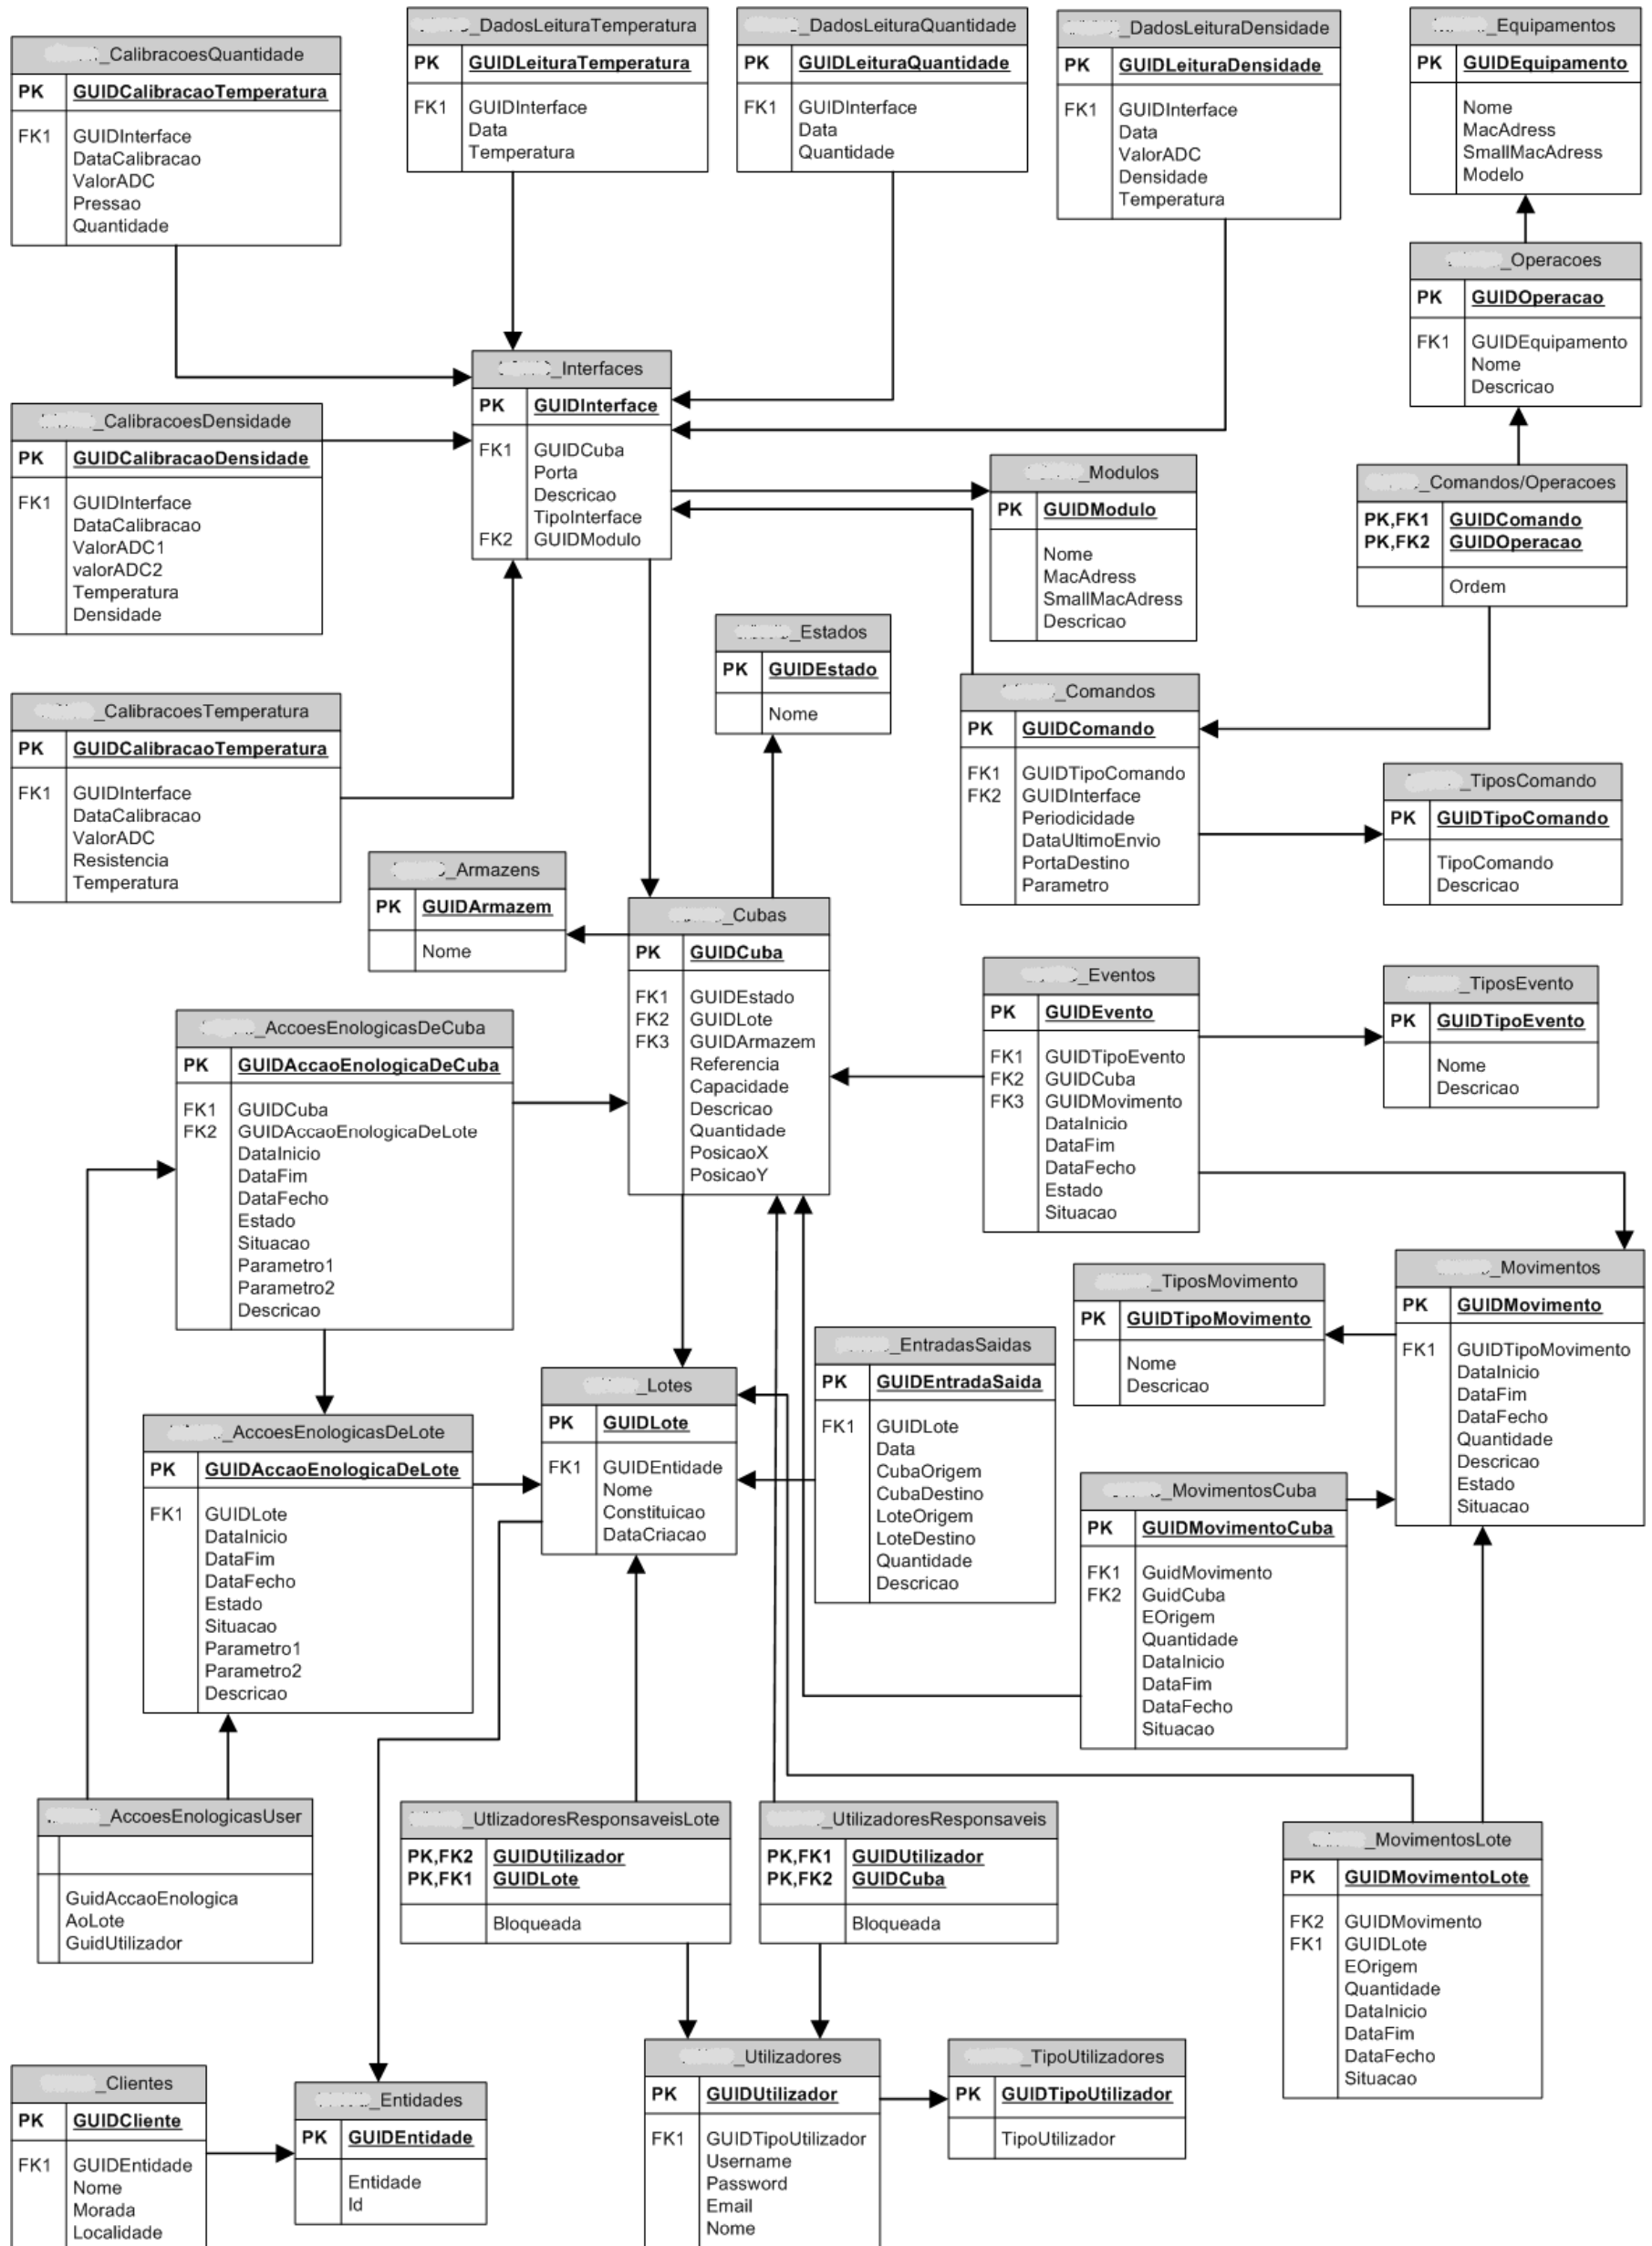 _CalibracoesQuantidade
PK GUIDCalibracaoTemperatura
FK1 GUIDInterface
DataCalibracao
ValorADC
Pressao
Quantidade
_DadosLeituraTemperatura
PK GUIDLeituraTemperatura
FK1 GUIDInterface
Data
Temperatura
_DadosLeituraQuantidade
PK GUIDLeituraQuantidade
FK1 GUIDInterface
Data
Quantidade
_DadosLeituraDensidade
PK GUIDLeituraDensidade
FK1 GUIDInterface
Data
ValorADC
Densidade
Temperatura
_Equipamentos
PK GUIDEquipamento
Nome
MacAdress
SmallMacAdress
Modelo
_Operacoes
PK GUIDOperacao
FK1 GUIDEquipamento
Nome
Descricao
_Interfaces
PK GUIDInterface
FK1 GUIDCuba
Porta
Descricao
TipoInterface
FK2 GUIDModulo
_CalibracoesDensidade
PK GUIDCalibracaoDensidade
FK1 GUIDInterface
DataCalibracao
ValorADC1
valorADC2
Temperatura
Densidade
_Modulos
PK GUIDModulo
Nome
MacAdress
SmallMacAdress
Descricao
_Comandos/Operacoes
PK,FK1 GUIDComando
PK,FK2 GUIDOperacao
Ordem
_Estados
PK GUIDEstado
Nome
_CalibracoesTemperatura
PK GUIDCalibracaoTemperatura
FK1 GUIDInterface
DataCalibracao
ValorADC
Resistencia
Temperatura
_Comandos
PK GUIDComando
FK1 GUIDTipoComando
FK2 GUIDInterface
Periodicidade
DataUltimoEnvio
PortaDestino
Parametro
_TiposComando
PK GUIDTipoComando
TipoComando
Descricao
_Armazens
PK GUIDArmazem
Nome
_Cubas
PK GUIDCuba
FK1 GUIDEstado
FK2 GUIDLote
FK3 GUIDArmazem
Referencia
Capacidade
Descricao
Quantidade
PosicaoX
PosicaoY
_Eventos
PK GUIDEvento
FK1 GUIDTipoEvento
FK2 GUIDCuba
FK3 GUIDMovimento
DataInicio
DataFim
DataFecho
Estado
Situacao
_TiposEvento
PK GUIDTipoEvento
Nome
Descricao
_AccoesEnologicasDeCuba
PK GUIDAccaoEnologicaDeCuba
FK1 GUIDCuba
FK2 GUIDAccaoEnologicaDeLote
DataInicio
DataFim
DataFecho
Estado
Situacao
Parametro1
Parametro2
Descricao
_TiposMovimento
PK GUIDTipoMovimento
Nome
Descricao
_Movimentos
PK GUIDMovimento
FK1 GUIDTipoMovimento
DataInicio
DataFim
DataFecho
Quantidade
Descricao
Estado
Situacao
_EntradasSaidas
PK GUIDEntradaSaida
FK1 GUIDLote
Data
CubaOrigem
CubaDestino
LoteOrigem
LoteDestino
Quantidade
Descricao
_Lotes
PK GUIDLote
FK1 GUIDEntidade
Nome
Constituicao
DataCriacao
_AccoesEnologicasDeLote
PK GUIDAccaoEnologicaDeLote
FK1 GUIDLote
DataInicio
DataFim
DataFecho
Estado
Situacao
Parametro1
Parametro2
Descricao
_MovimentosCuba
PK GUIDMovimentoCuba
FK1 GuidMovimento
FK2 GuidCuba
EOrigem
Quantidade
DataInicio
DataFim
DataFecho
Situacao
_AccoesEnologicasUser
GuidAccaoEnologica
AoLote
GuidUtilizador
_UtlizadoresResponsaveisLote
PK,FK2 GUIDUtilizador
PK,FK1 GUIDLote
Bloqueada
_UtilizadoresResponsaveis
PK,FK1 GUIDUtilizador
PK,FK2 GUIDCuba
Bloqueada
_MovimentosLote
PK GUIDMovimentoLote
FK2 GUIDMovimento
FK1 GUIDLote
EOrigem
Quantidade
DataInicio
DataFim
DataFecho
Situacao
_Clientes
PK GUIDCliente
FK1 GUIDEntidade
Nome
Morada
Localidade
_Entidades
PK GUIDEntidade
Entidade
Id
_Utilizadores
PK GUIDUtilizador
FK1 GUIDTipoUtilizador
Username
Password
Email
Nome
_TipoUtilizadores
PK GUIDTipoUtilizador
TipoUtilizador